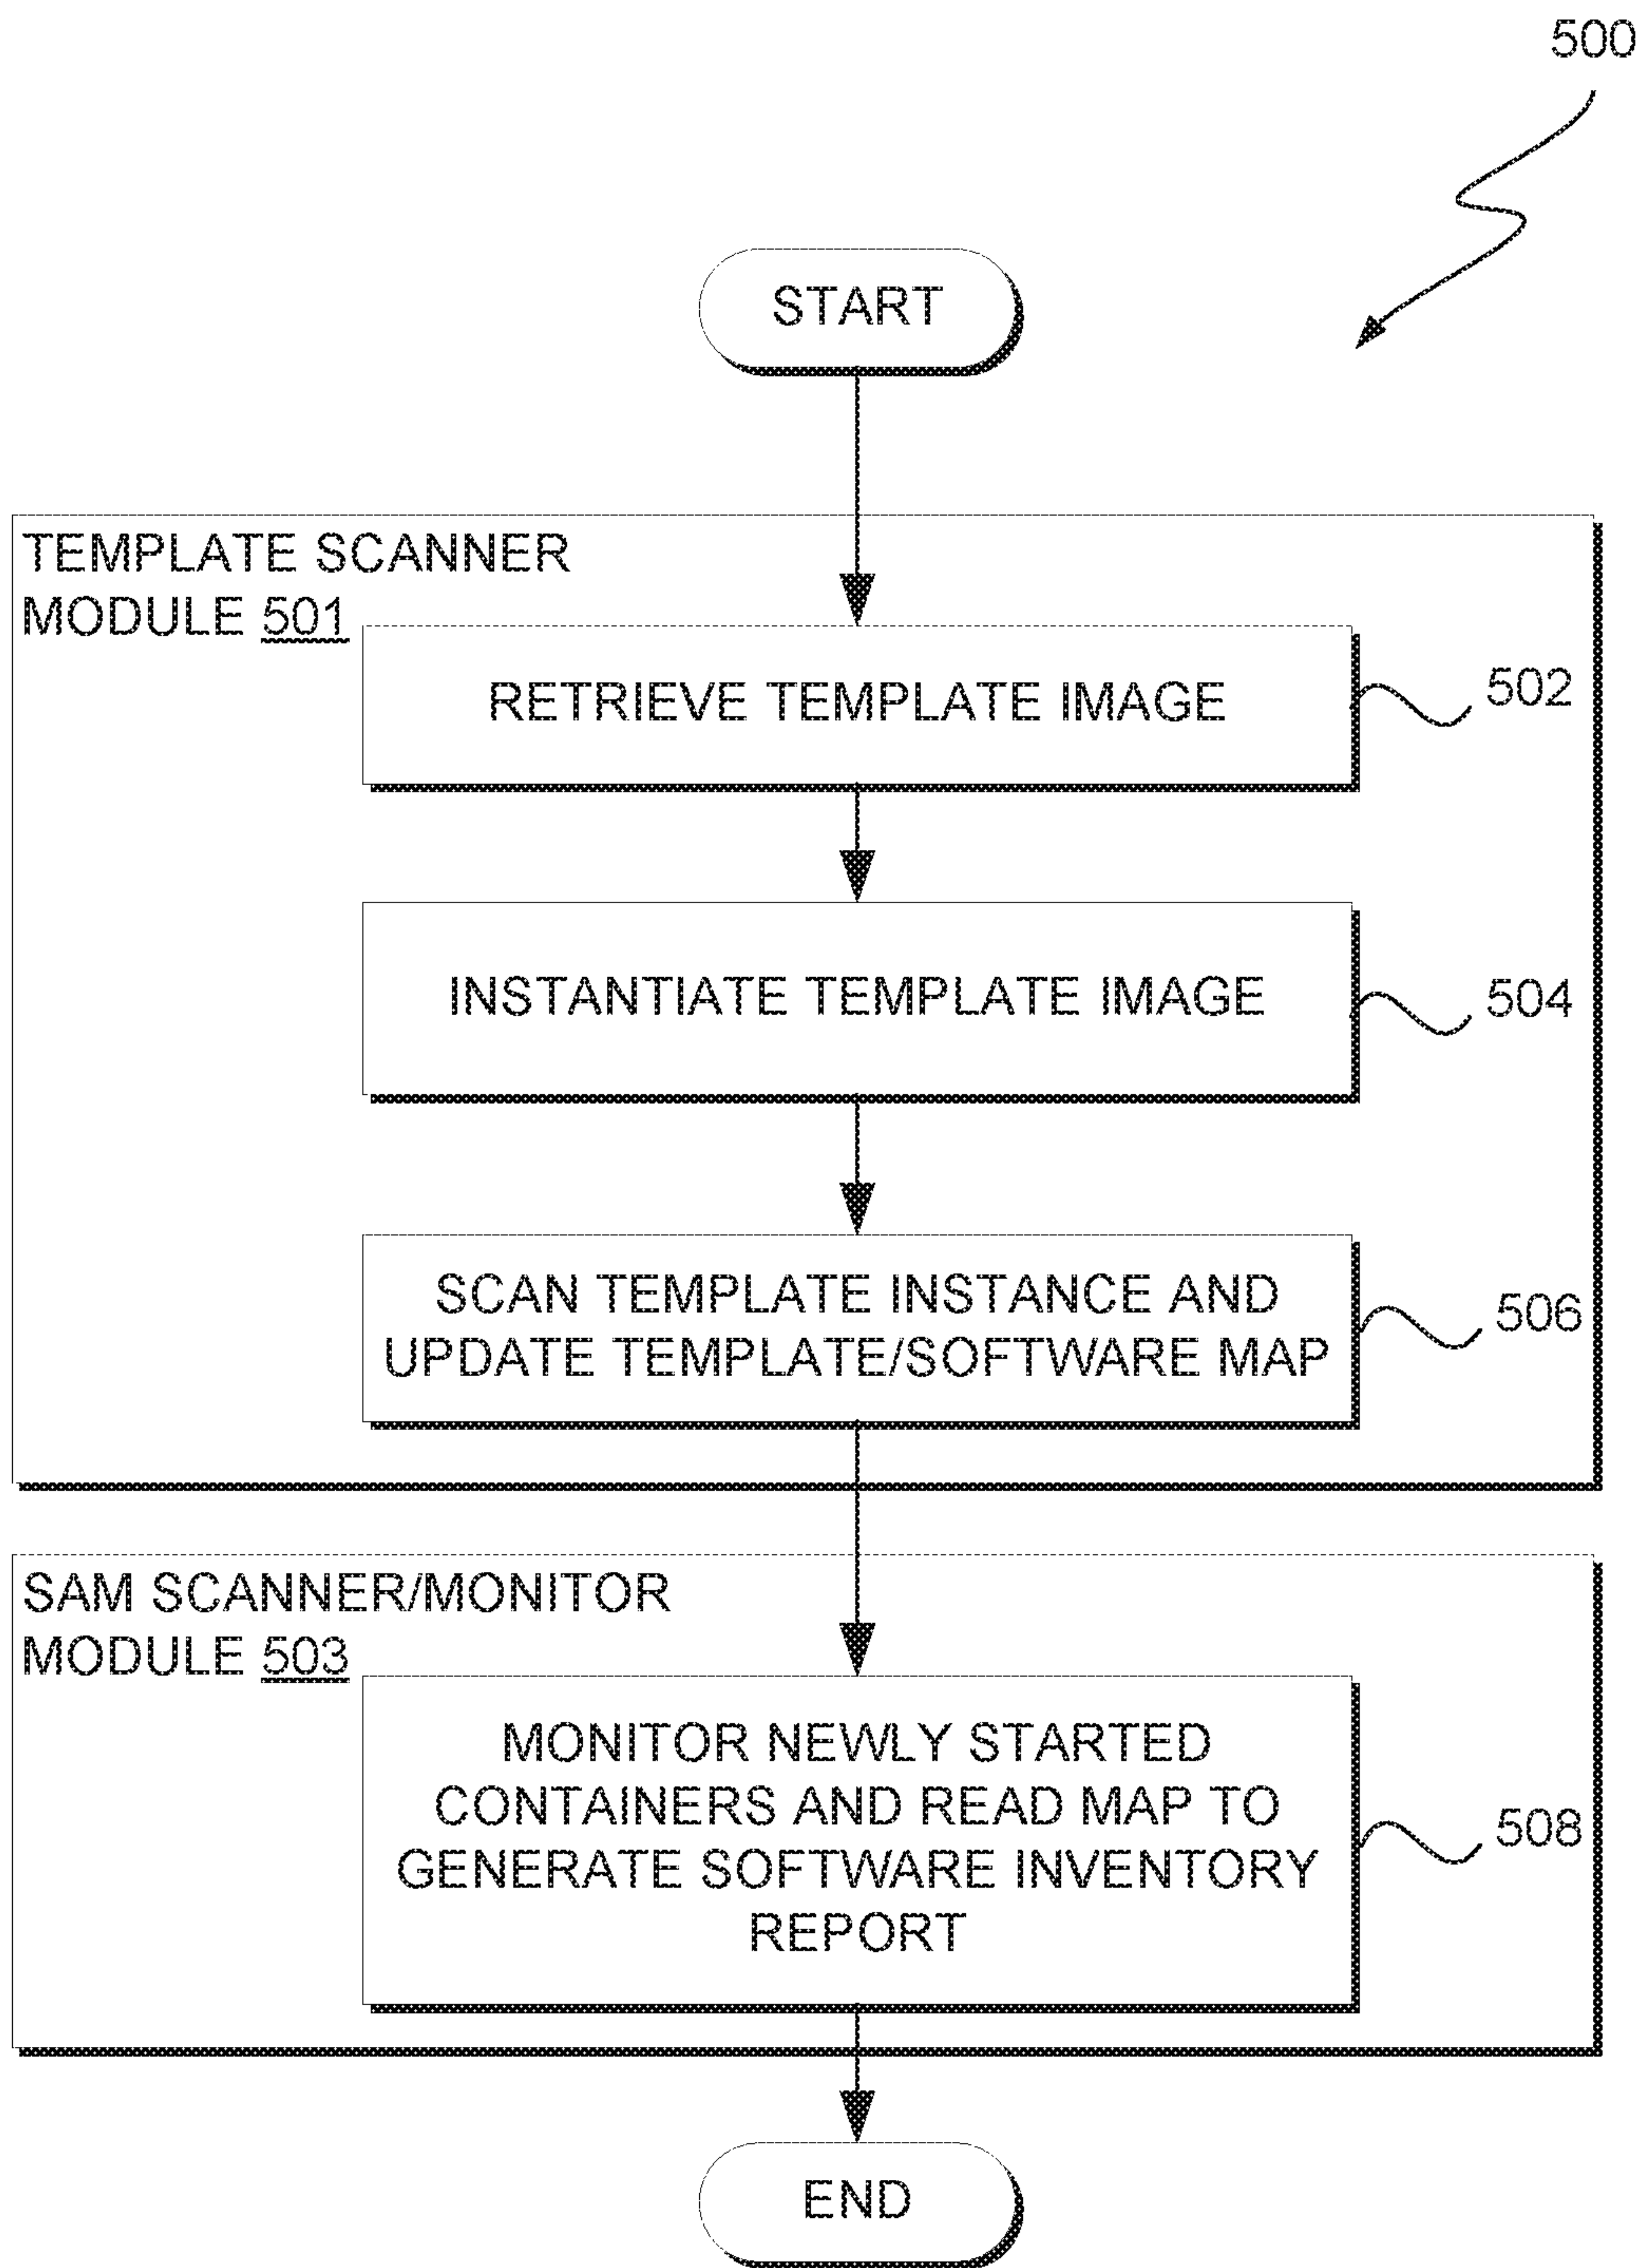 500
START
TEMPLATE SCANNER
MODULE 501
RETRIEVE TEMPLATE IMAGE
502
INSTANTIATE TEMPLATE IMAGE
504
SCAN TEMPLATE INSTANCE AND
UPDATE TEMPLATE/SOFTWARE MAP
506
SAM SCANNER/MONITOR
MODULE 503
MONITOR NEWLY STARTED
CONTAINERS AND READ MAP TO
GENERATE SOFTWARE INVENTORY
REPORT
508
END